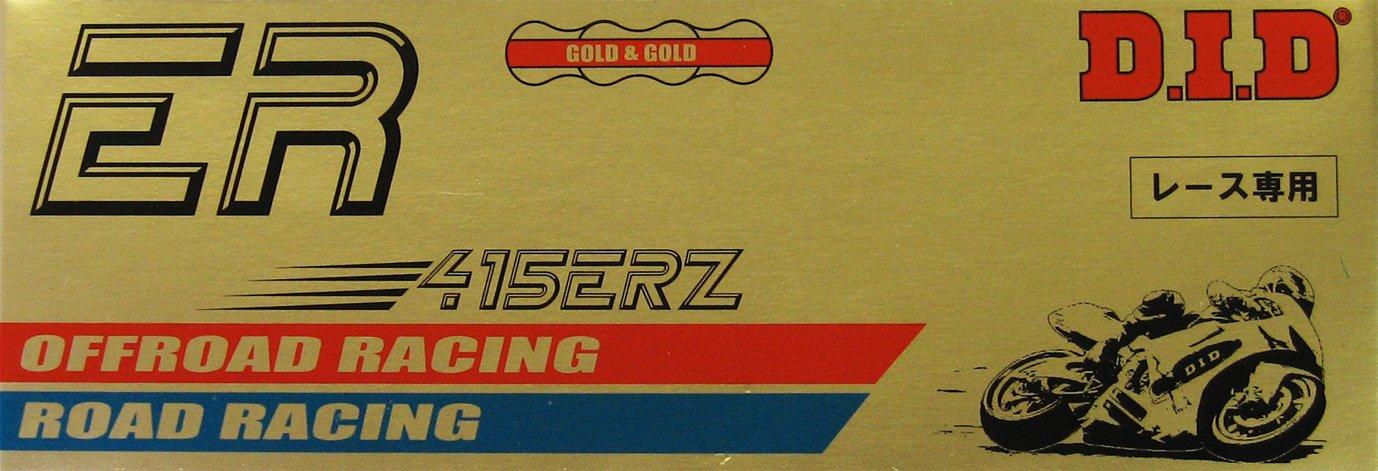 ER
GOLD & GOLD
D.I.D®
レース専用
415ERZ
OFFROAD RACING
ROAD RACING
D.I.D